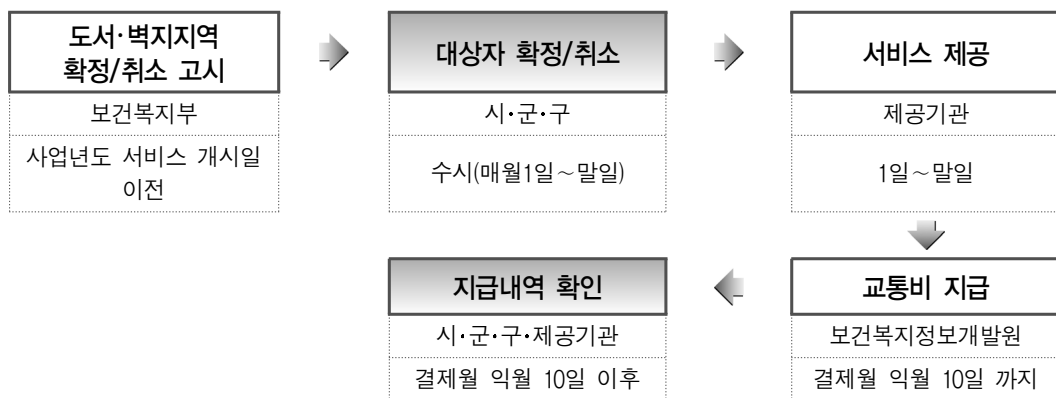 도서·벽지지역
확정/취소 고시
보건복지부
사업년도 서비스 개시일
이전
대상자 확정/취소
시·군·구
수시(매월1일~말일)
서비스 제공
제공기관
1일~말일
교통비 지급
보건복지정보개발원
결제월 익월 10일 까지
지급내역 확인
시·군·구·제공기관
결제월 익월 10일 이후